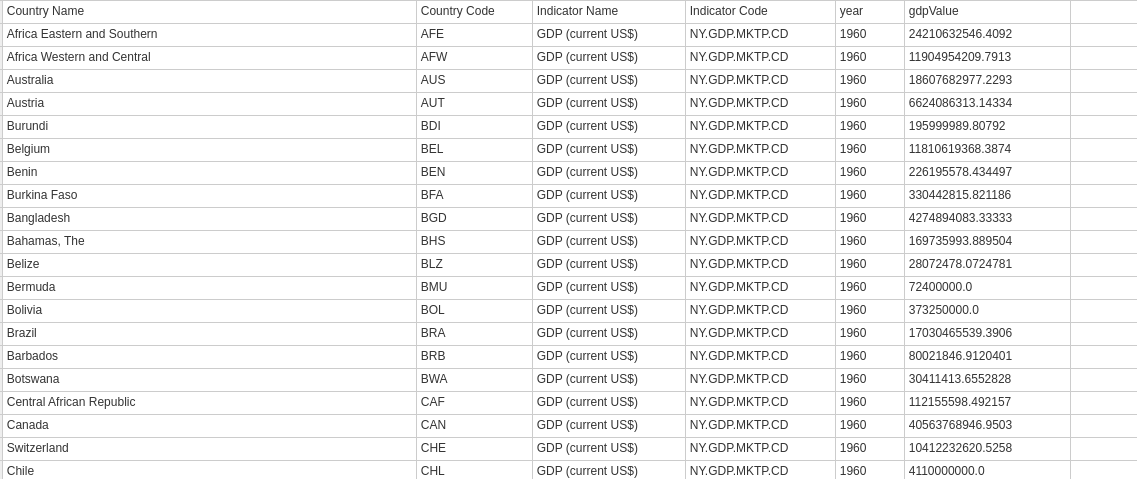 Country Name Country Code Indicator Name Indicator Code year gdpValue
Africa Eastern and Southern AFE GDP (current US$) NY.GDP.MKTP.CD 1960 24210632546.4092
Africa Western and Central AFW GDP (current US$) NY.GDP.MKTP.CD 1960 11904954209.7913
Australia AUS GDP (current US$) NY.GDP.MKTP.CD 1960 18607682977.2293
Austria AUT GDP (current US$) NY.GDP.MKTP.CD 1960 6624086313.14334
Burundi BDI GDP (current US$) NY.GDP.MKTP.CD 1960 195999989.80792
Belgium BEL GDP (current US$) NY.GDP.MKTP.CD 1960 11810619368.3874
Benin BEN GDP (current US$) NY.GDP.MKTP.CD 1960 226195578.434497
Burkina Faso BFA GDP (current US$) NY.GDP.MKTP.CD 1960 330442815.821186
Bangladesh BGD GDP (current US$) NY.GDP.MKTP.CD 1960 4274894083.33333
Bahamas, The BHS GDP (current US$) NY.GDP.MKTP.CD 1960 169735993.889504
Belize BLZ GDP (current US$) NY.GDP.MKTP.CD 1960 28072478.0724781
Bermuda BMU GDP (current US$) NY.GDP.MKTP.CD 1960 72400000.0
Bolivia BOL GDP (current US$) NY.GDP.MKTP.CD 1960 373250000.0
Brazil BRA GDP (current US$) NY.GDP.MKTP.CD 1960 17030465539.3906
Barbados BRB GDP (current US$) NY.GDP.MKTP.CD 1960 80021846.9120401
Botswana BWA GDP (current US$) NY.GDP.MKTP.CD 1960 30411413.6552828
Central African Republic CAF GDP (current US$) NY.GDP.MKTP.CD 1960 112155598.492157
Canada CAN GDP (current US$) NY.GDP.MKTP.CD 1960 40563768946.9503
Switzerland CHE GDP (current US$) NY.GDP.MKTP.CD 1960 10412232620.5258
Chile CHL GDP (current US$) NY.GDP.MKTP.CD 1960 4110000000.0